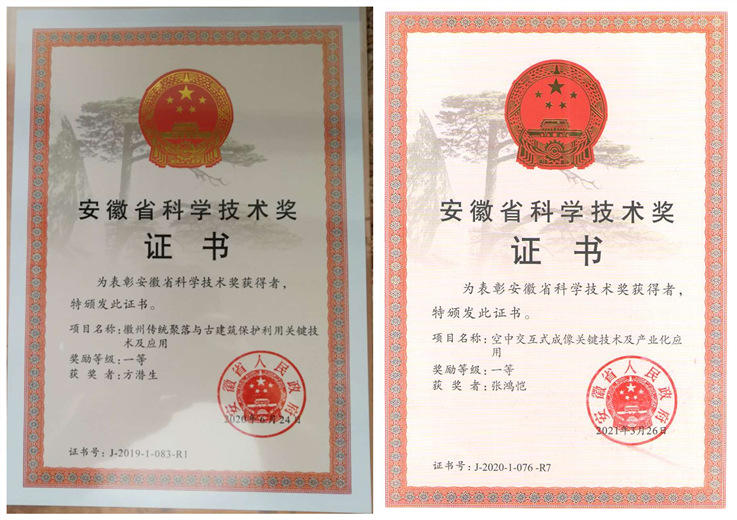 安徽省科学技术奖
证书
为表彰安徽省科学技术奖获得者，
特颁发此证书。
项目名称：徽州传统聚落与古建筑保护利用关键技
术及应用
奖励等级：一等
获奖者：方潜生
安徽省人民政府
2020年6月24日
证书号：J-2019-1-083-R1
安徽省科学技术奖
证书
为表彰安徽省科学技术奖获得者，
特颁发此证书。
项目名称：空中交互式成像关键技术及产业化应
用
奖励等级：一等
获奖者：张鸿恺
安徽省人民政府
2021年3月26日
证书号：J-2020-1-076-R7